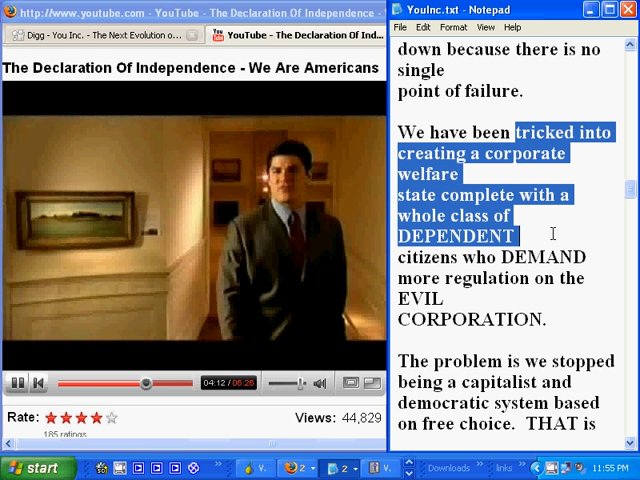 http://www.youtube.com - YouTube - The Declaration Of Independence -
Digg - You Inc. - The Next Evolution o...
YouTube - The Declaration Of Ind...
The Declaration Of Independence - We Are Americans
04:12 / 06:26
Rate:
Views: 44,829
185 ratings
YouInc.txt - Notepad
File Edit Format View Help
down because there is no
single
point of failure.
We have been tricked into
creating a corporate
welfare
state complete with a
whole class of
DEPENDENT
citizens who DEMAND
more regulation on the
EVIL
CORPORATION.
The problem is we stopped
being a capitalist and
democratic system based
on free choice. THAT is
start
V.
2
2
V.
Downloads
links
11:55 PM